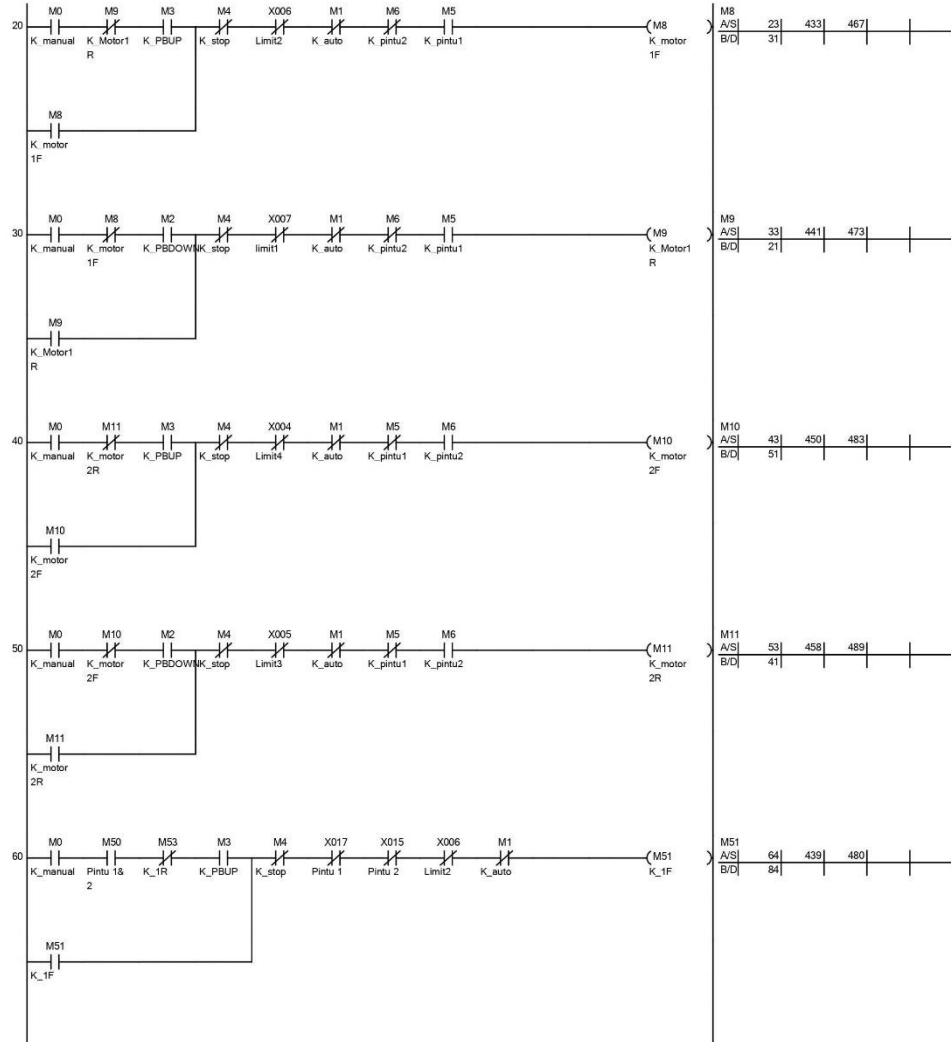 M0 M9 M3 M4 X006 M1 M6 M5 M8
20 (M8 ) A/S 23 433 467
K_manual K_Motor1 K_PBUP K_stop Limit2 K_auto K_pintu2 K_pintu1 K_motor B/D 31
R 1F
M8
K_motor
1F
M0 M8 M2 M4 X007 M1 M6 M5 M9
30 (M9 ) A/S 33 441 473
K_manual K_motor K_PBDOWN K_stop limit1 K_auto K_pintu2 K_pintu1 K_Motor1 B/D 21
1F R
M9
K_Motor1
R
M0 M11 M3 M4 X004 M1 M5 M6 M10
40 (M10 ) A/S 43 450 483
K_manual K_motor K_PBUP K_stop Limit4 K_auto K_pintu1 K_pintu2 K_motor B/D 51
2R 2F
M10
K_motor
2F
M0 M10 M2 M4 X005 M1 M5 M6 M11
50 (M11 ) A/S 53 458 489
K_manual K_motor K_PBDOWN K_stop Limit3 K_auto K_pintu1 K_pintu2 K_motor B/D 41
2F 2R
M11
K_motor
2R
M0 M50 M53 M3 M4 X017 X015 X006 M1 M51
60 (M51 ) A/S 64 439 480
K_manual Pintu 1& K_1R K_PBUP K_stop Pintu 1 Pintu 2 Limit2 K_auto K_1F B/D 84
2
M51
K_1F